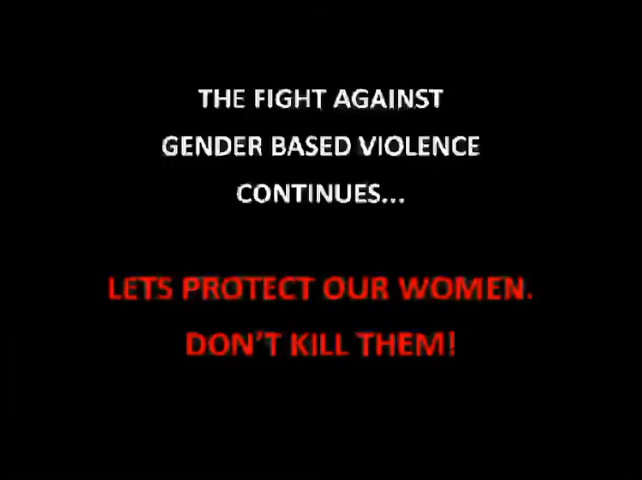 THE FIGHT AGAINST
GENDER BASED VIOLENCE
CONTINUES...
LETS PROTECT OUR WOMEN.
DON'T KILL THEM!